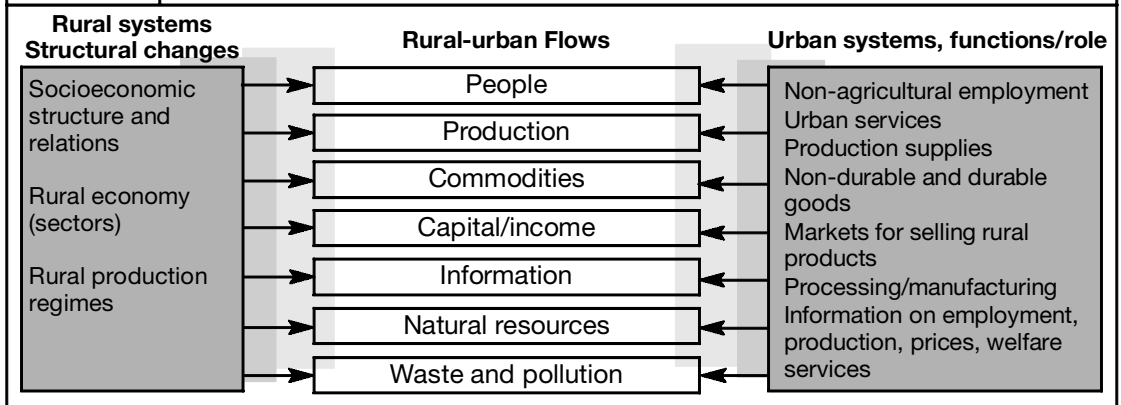 Rural systems
Structural changes
Rural-urban Flows
Urban systems, functions/role
Socioeconomic
structure and
relations
Rural economy
(sectors)
Rural production
regimes
People
Production
Commodities
Capital/income
Information
Natural resources
Waste and pollution
Non-agricultural employment
Urban services
Production supplies
Non-durable and durable
goods
Markets for selling rural
products
Processing/manufacturing
Information on employment,
production, prices, welfare
services